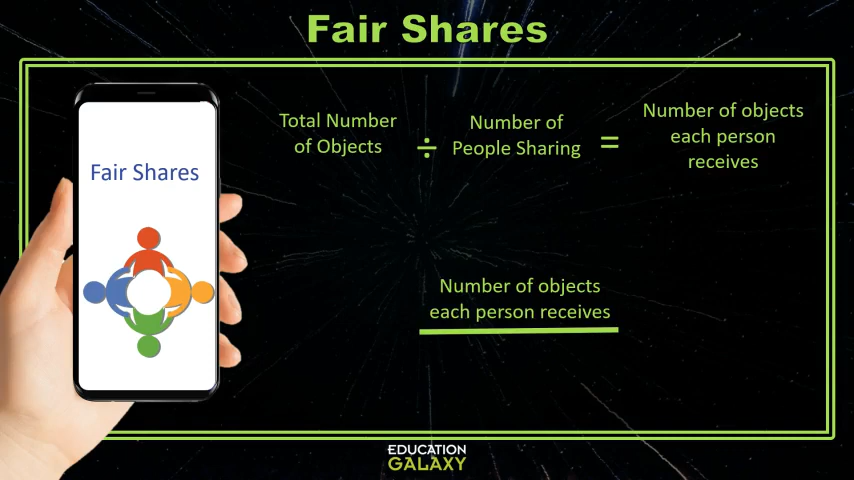 Fair Shares
Fair Shares
Total Number
of Objects
÷
Number of
People Sharing
=
Number of objects
each person
receives
Number of objects
each person receives
EDUCATION
GALAXY